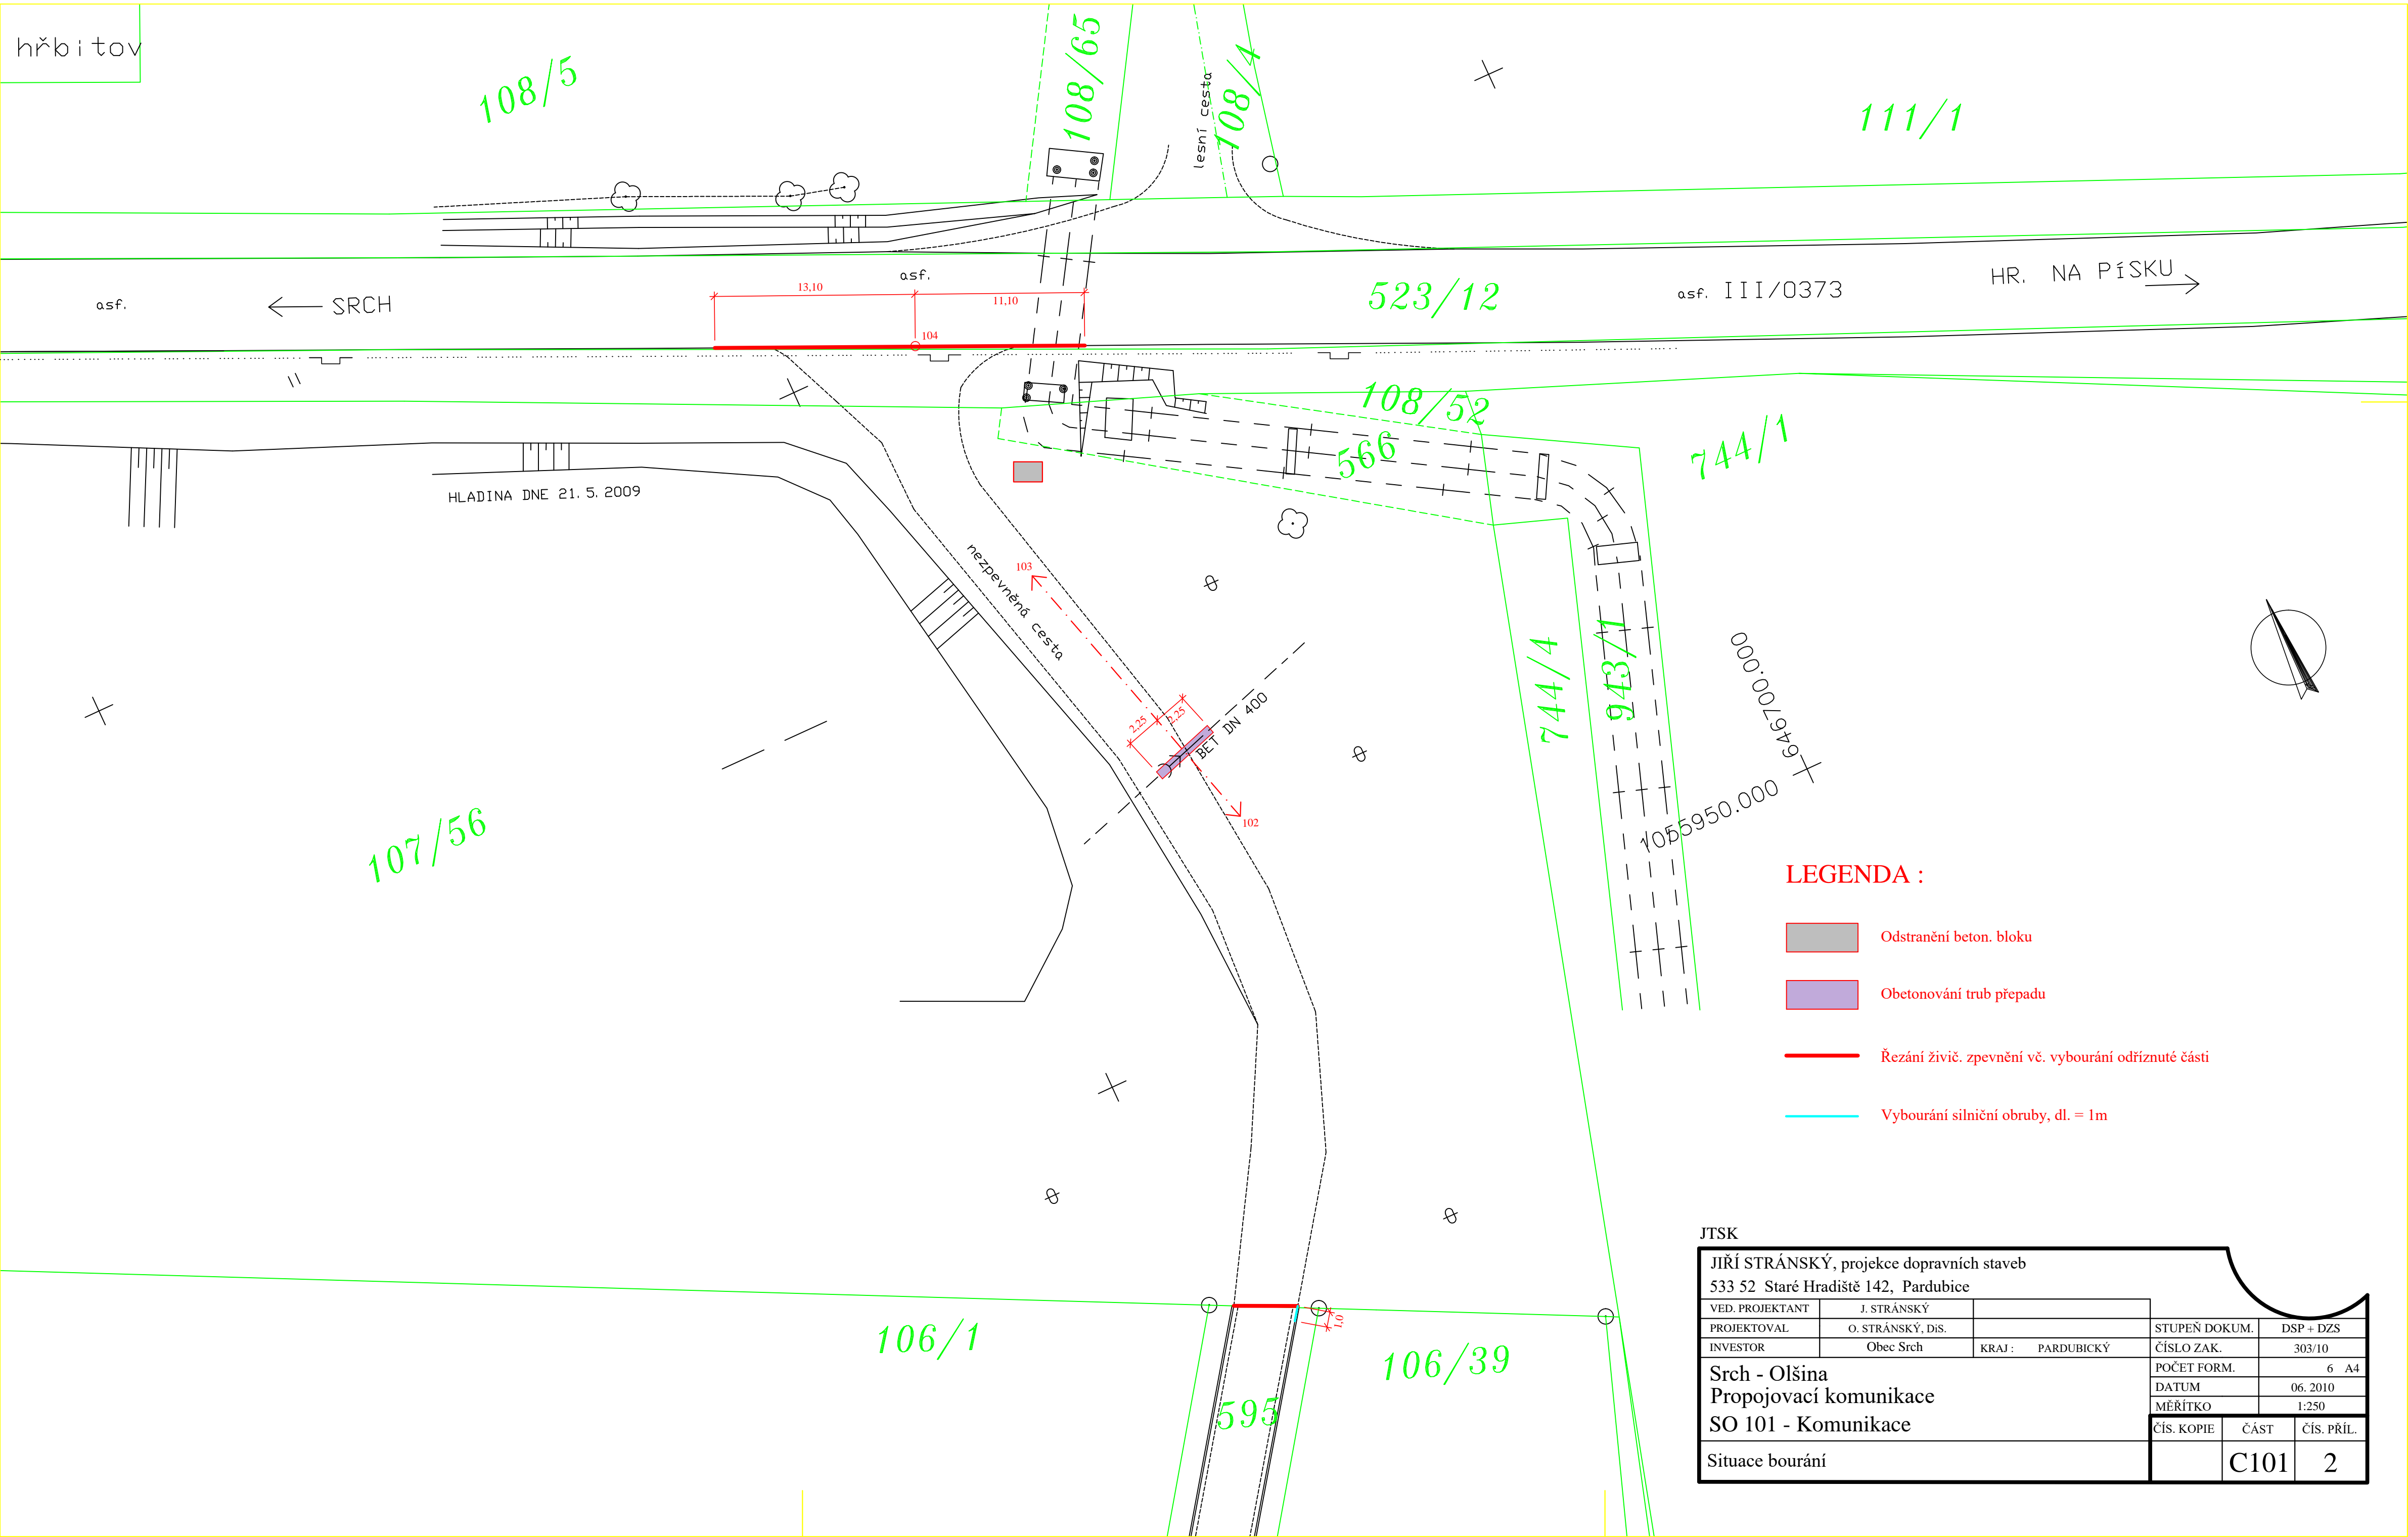 hřbitov
108/5
108/65
lesní cesta
108/4
111/1
asf.
SRCH
13,10
asf.
11,10
104
523/12
asf. III/0373
HR. NA PÍSKU
108/52
566
744/1
HLADINA DNE 21.5.2009
nezpevněná cesta
103
2,25
2,25
BET DN 400
102
744/4
943/1
646700.000
1055950.000
107/56
LEGENDA :
Odstranění beton. bloku
Obetonování trub přepadu
Řezání živič. zpevnění vč. vybourání odříznuté části
Vybourání silniční obruby, dl. = 1m
106/1
595
1,0
106/39
JTSK
JIŘÍ STRÁNSKÝ, projekce dopravních staveb
533 52 Staré Hradiště 142, Pardubice
VED. PROJEKTANT J. STRÁNSKÝ
PROJEKTOVAL O. STRÁNSKÝ, DiS.
INVESTOR Obec Srch KRAJ : PARDUBICKÝ
STUPEŇ DOKUM. DSP + DZS
ČÍSLO ZAK. 303/10
POČET FORM. 6 A4
DATUM 06. 2010
MĚŘÍTKO 1:250
Srch - Olšina
Propojovací komunikace
SO 101 - Komunikace
ČÍS. KOPIE ČÁST ČÍS. PŘÍL.
Situace bourání
C101 2